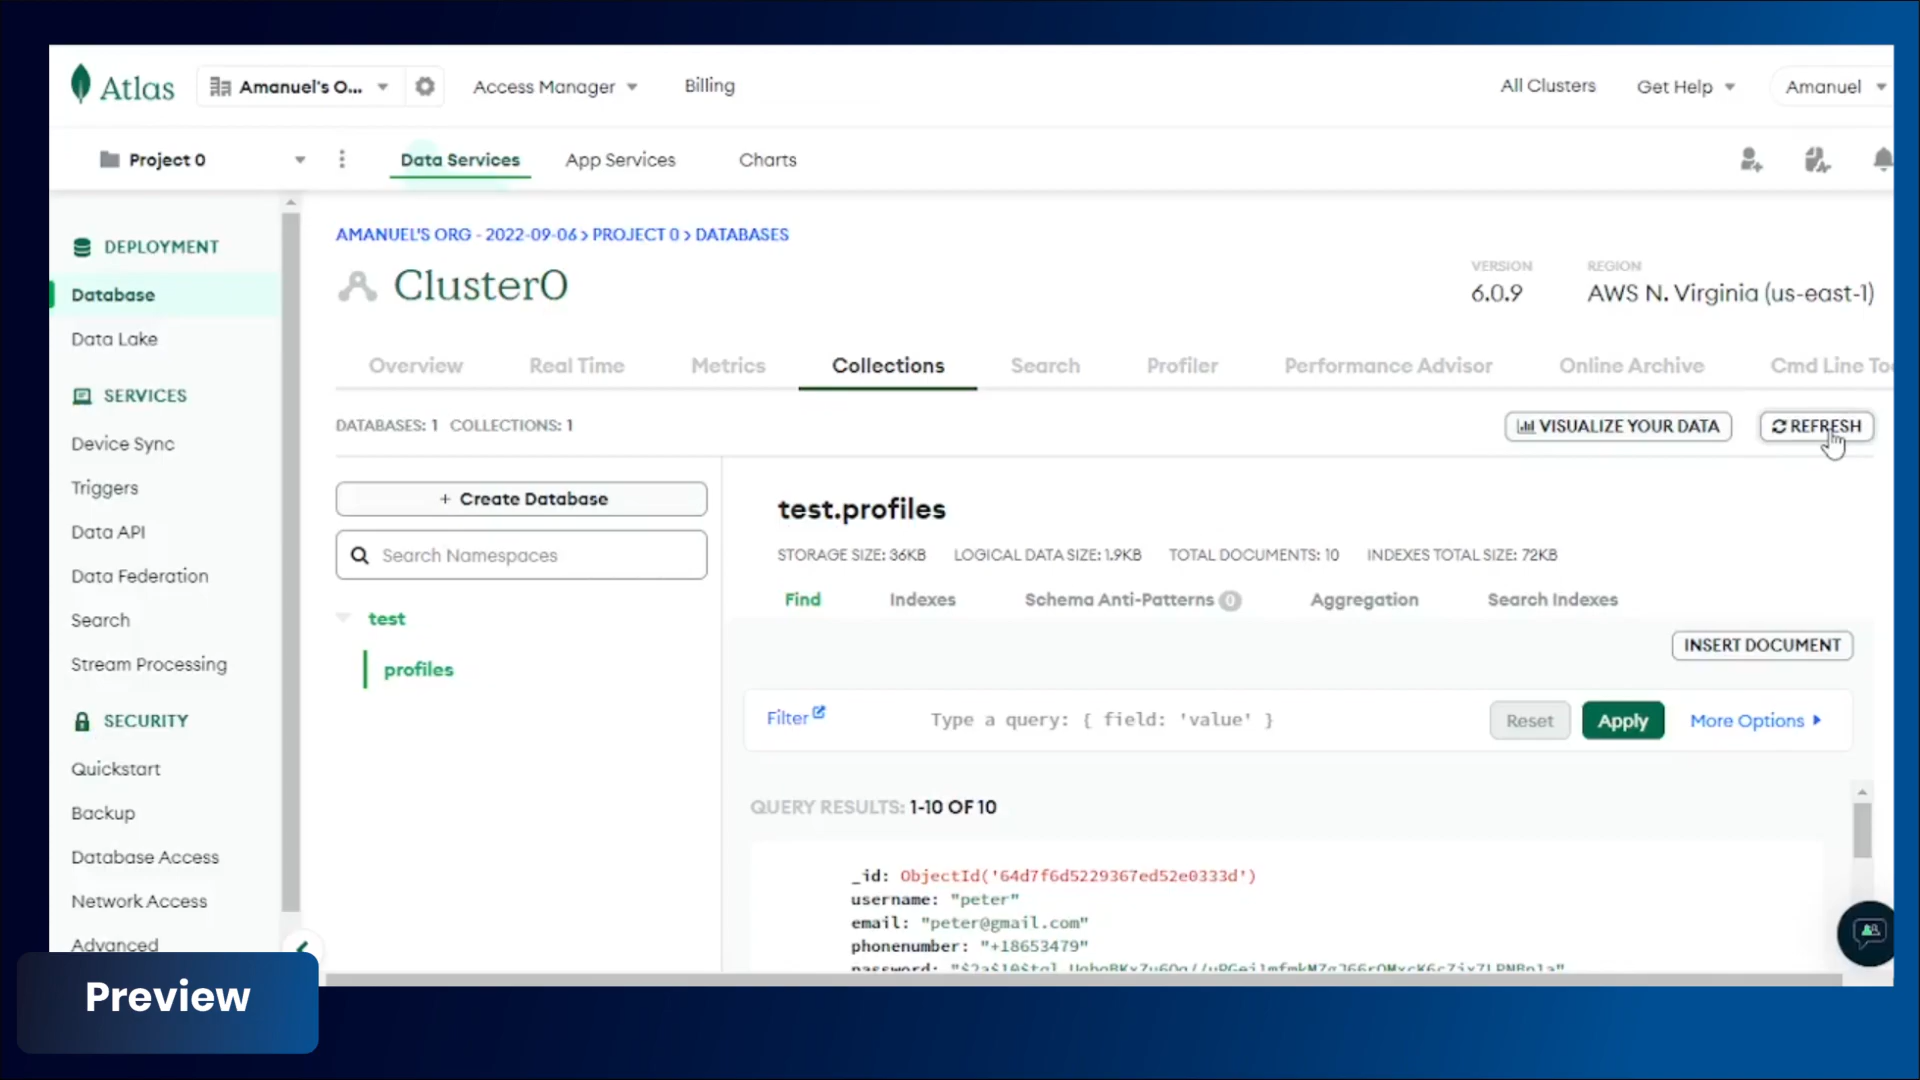 Atlas
Amanuel's O...
Access Manager
Billing
All Clusters
Get Help
Amanuel
Project 0
Data Services
App Services
Charts
DEPLOYMENT
Database
Data Lake
SERVICES
Device Sync
Triggers
Data API
Data Federation
Search
Stream Processing
SECURITY
Quickstart
Backup
Database Access
Network Access
Advanced
AMANUEL'S ORG - 2022-09-06 > PROJECT 0 > DATABASES
Cluster0
VERSION
6.0.9
REGION
AWS N. Virginia (us-east-1)
Overview
Real Time
Metrics
Collections
Search
Profiler
Performance Advisor
Online Archive
Cmd Line Too
DATABASES: 1 COLLECTIONS: 1
VISUALIZE YOUR DATA
REFRESH
+ Create Database
Search Namespaces
test
profiles
test.profiles
STORAGE SIZE: 36KB LOGICAL DATA SIZE: 1.9KB TOTAL DOCUMENTS: 10 INDEXES TOTAL SIZE: 72KB
Find
Indexes
Schema Anti-Patterns 0
Aggregation
Search Indexes
INSERT DOCUMENT
Filter
Type a query: { field: 'value' }
Reset
Apply
More Options
QUERY RESULTS: 1-10 OF 10
_id: ObjectId('64d7f6d5229367ed52e0333d')
username: "peter"
email: "peter@gmail.com"
phonenumber: "+18653479"
password:
Preview